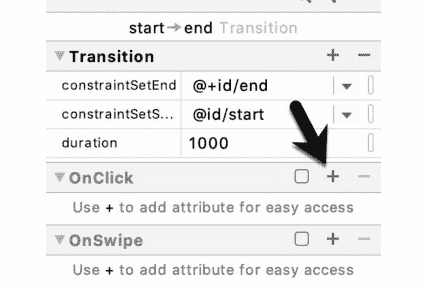 start→end Transition
Transition + −
constraintSetEnd @+id/end
constraintSetS... @id/start
duration 1000
OnClick + −
Use + to add attribute for easy access
OnSwipe + −
Use + to add attribute for easy access